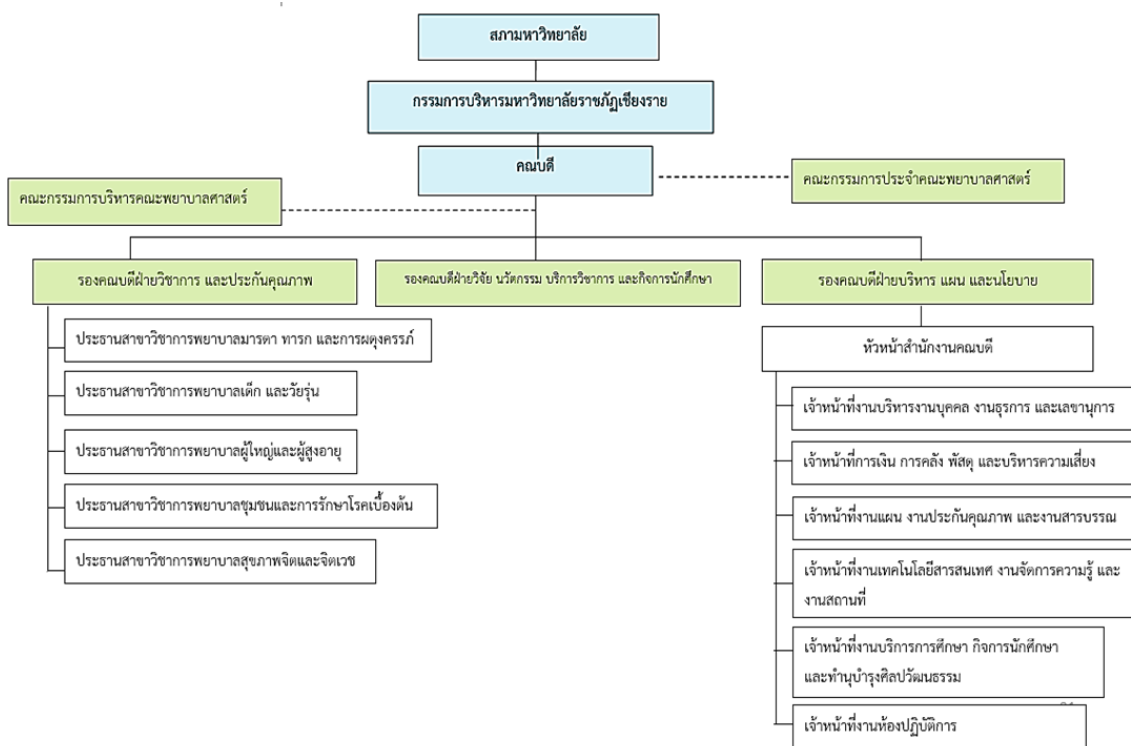 สภามหาวิทยาลัย
กรรมการบริหารมหาวิทยาลัยราชภัฏเชียงราย
คณบดี
คณะกรรมการประจำคณะพยาบาลศาสตร์
คณะกรรมการบริหารคณะพยาบาลศาสตร์
รองคณบดีฝ่ายวิชาการ และประกันคุณภาพ
รองคณบดีฝ่ายวิจัย นวัตกรรม บริการวิชาการ และกิจการนักศึกษา
รองคณบดีฝ่ายบริหาร แผน และนโยบาย
ประธานสาขาวิชาการพยาบาลมารดา ทารก และการผดุงครรภ์
ประธานสาขาวิชาการพยาบาลเด็ก และวัยรุ่น
ประธานสาขาวิชาการพยาบาลผู้ใหญ่และผู้สูงอายุ
ประธานสาขาวิชาการพยาบาลชุมชนและการรักษาโรคเบื้องต้น
ประธานสาขาวิชาการพยาบาลสุขภาพจิตและจิตเวช
หัวหน้าสำนักงานคณบดี
เจ้าหน้าที่งานบริหารงานบุคคล งานธุรการ และเลขานุการ
เจ้าหน้าที่การเงิน การคลัง พัสดุ และบริหารความเสี่ยง
เจ้าหน้าที่งานแผน งานประกันคุณภาพ และงานสารบรรณ
เจ้าหน้าที่งานเทคโนโลยีสารสนเทศ งานจัดการความรู้ และ
งานสถานที่
เจ้าหน้าที่งานบริการการศึกษา กิจการนักศึกษา
และทำนุบำรุงศิลปวัฒนธรรม
เจ้าหน้าที่งานห้องปฏิบัติการ